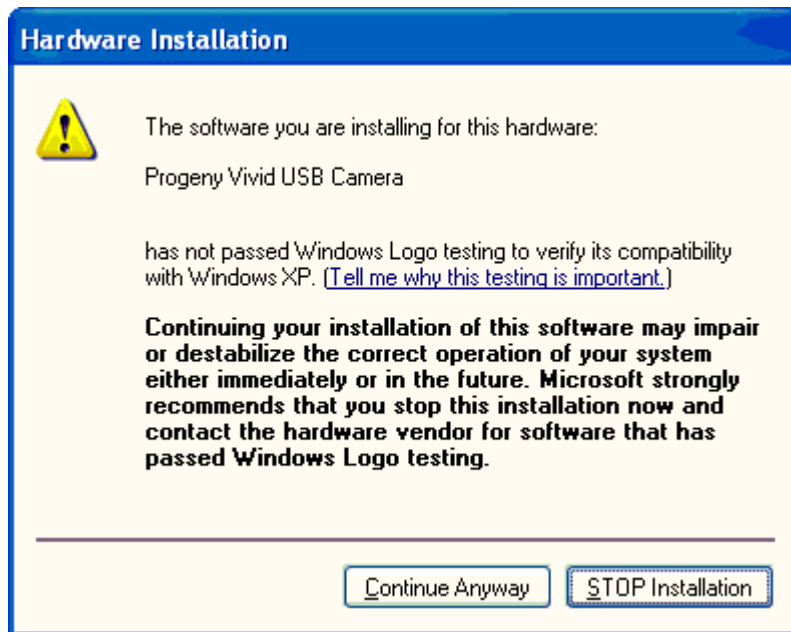 Hardware Installation
The software you are installing for this hardware:
Progeny Vivid USB Camera
has not passed Windows Logo testing to verify its compatibility
with Windows XP. (Tell me why this testing is important.)
Continuing your installation of this software may impair
or destabilize the correct operation of your system
either immediately or in the future. Microsoft strongly
recommends that you stop this installation now and
contact the hardware vendor for software that has
passed Windows Logo testing.
Continue Anyway
STOP Installation